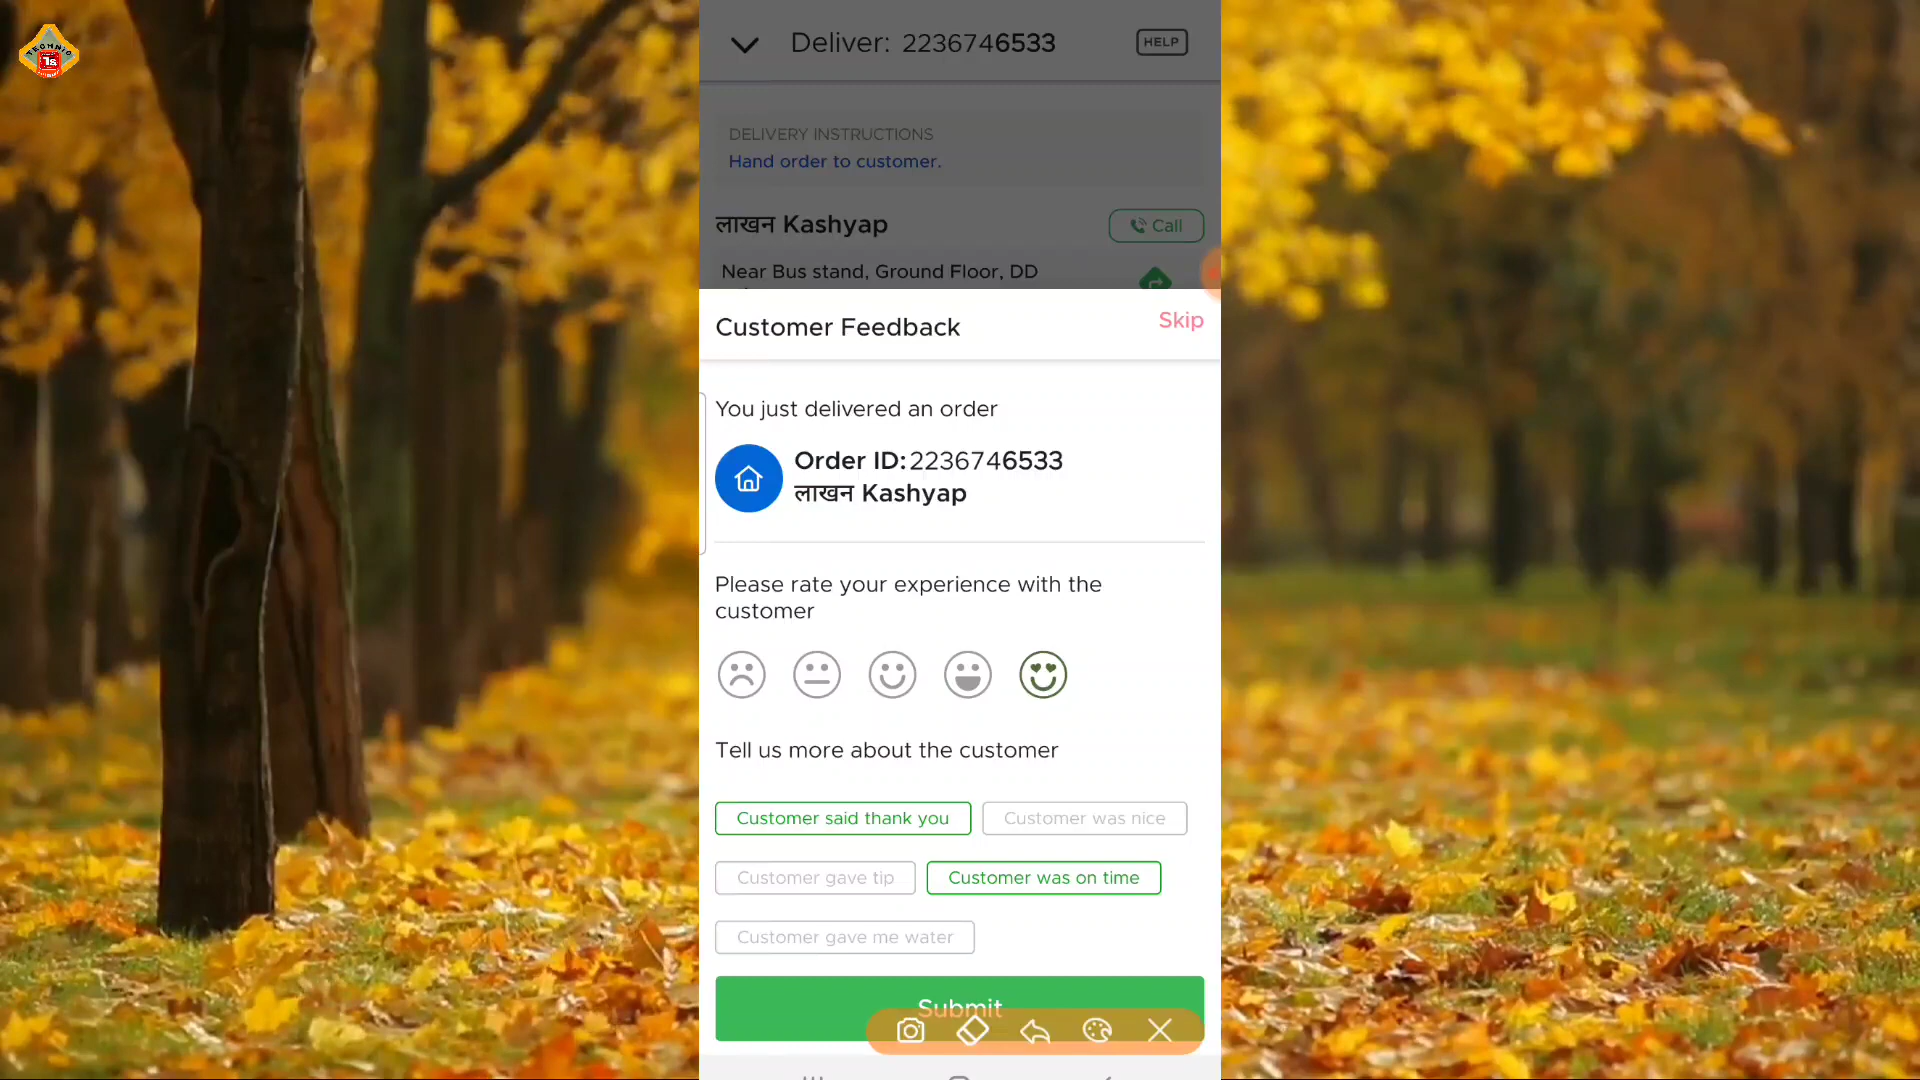 TECHNIO
1s
Deliver: 2236746533
HELP
DELIVERY INSTRUCTIONS
Hand order to customer.
लाखन Kashyap
Call
Near Bus stand, Ground Floor, DD
Customer Feedback
Skip
You just delivered an order
Order ID: 2236746533
लाखन Kashyap
Please rate your experience with the
customer
Tell us more about the customer
Customer said thank you
Customer was nice
Customer gave tip
Customer was on time
Customer gave me water
Submit